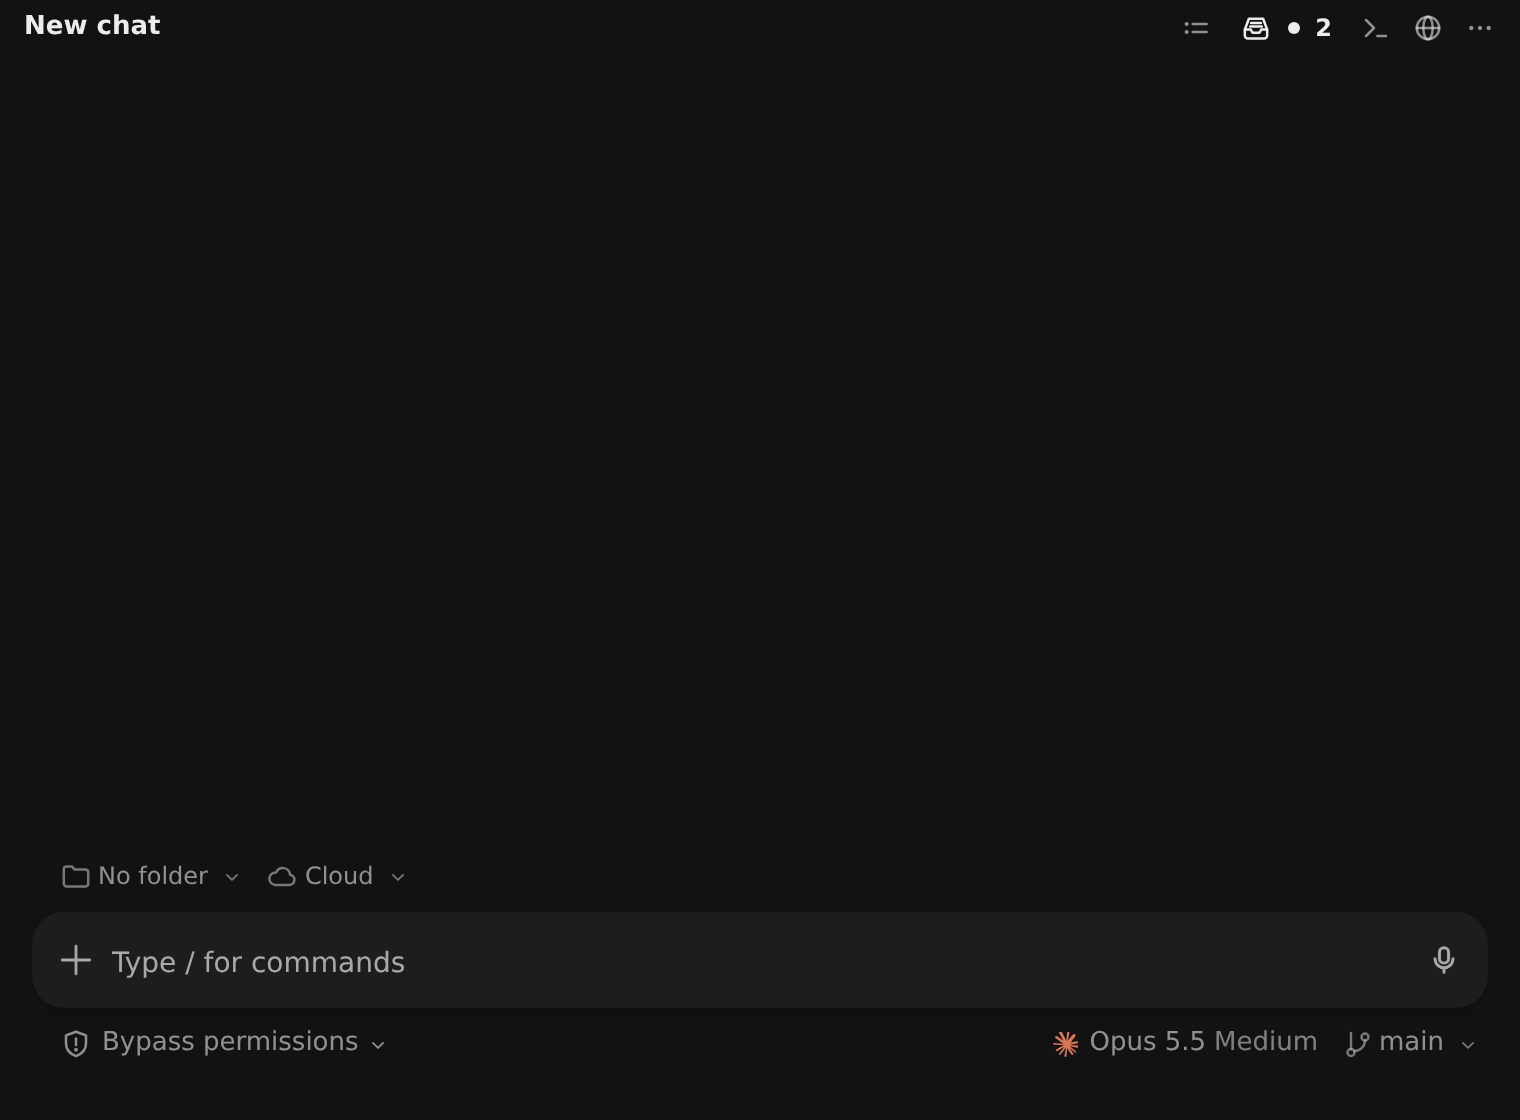 New chat
2
No folder Cloud
Type / for commands
Bypass permissions Opus 5.5 Medium main